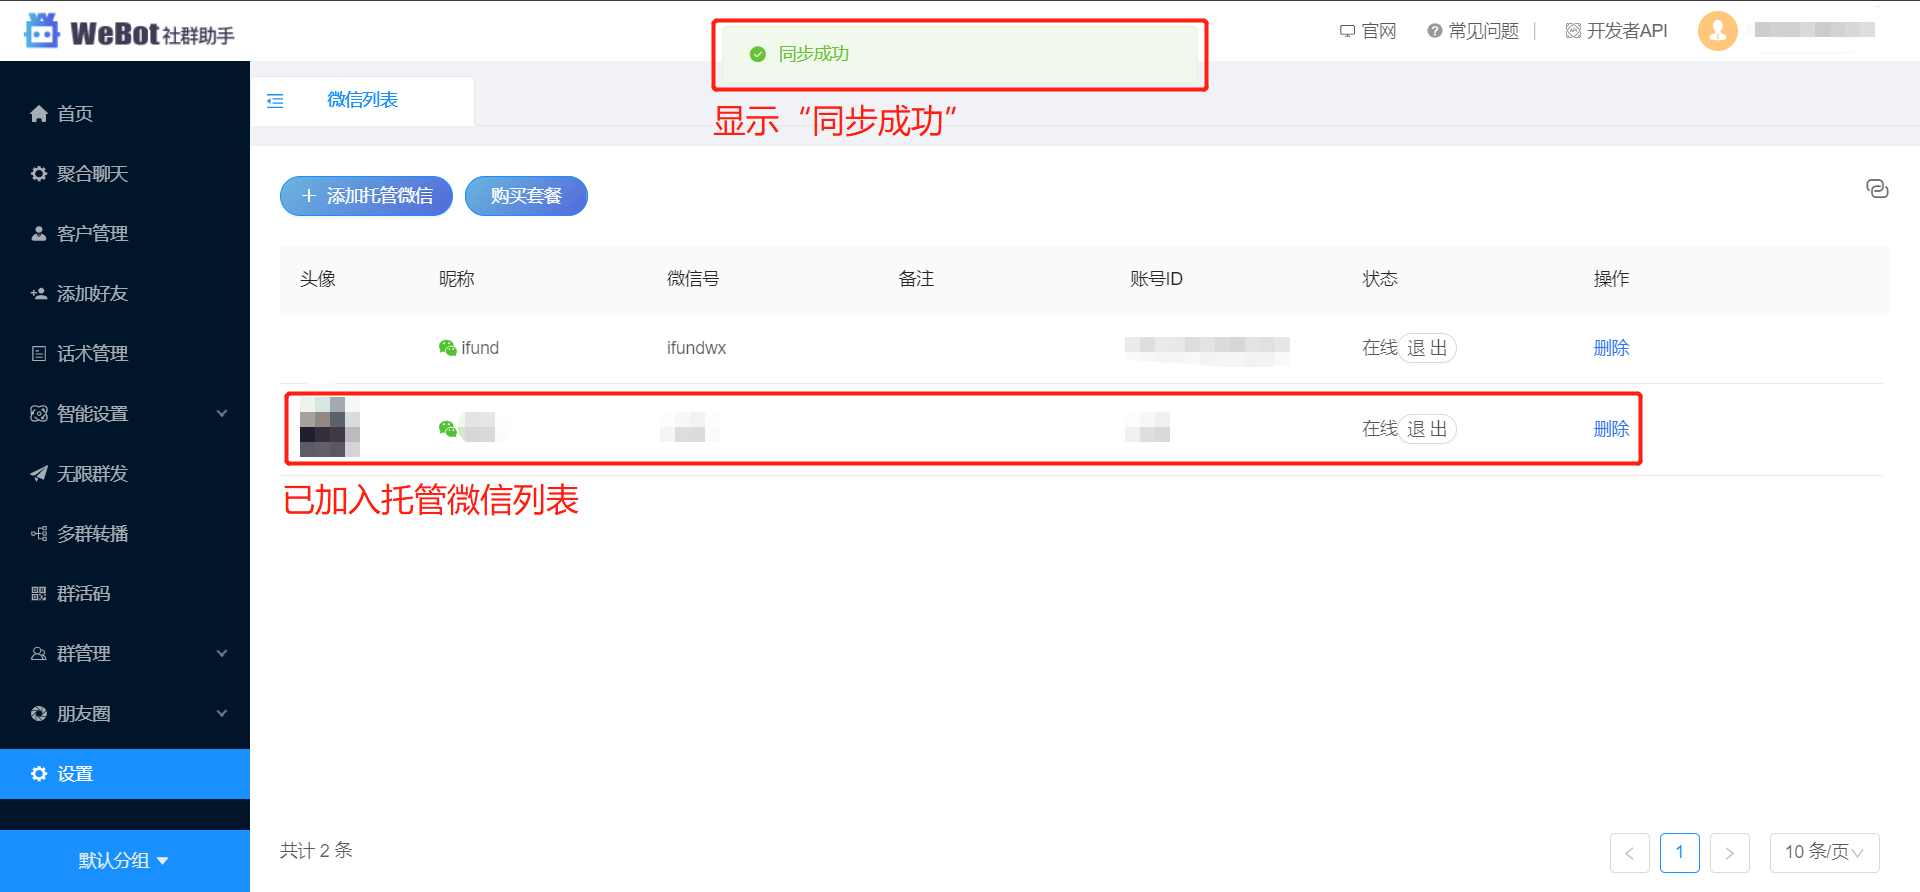 WeBot社群助手
同步成功
官网
常见问题
开发者API
微信列表
显示“同步成功”
首页
聚合聊天
客户管理
添加好友
话术管理
智能设置
无限群发
多群转播
群活码
群管理
朋友圈
设置
默认分组
+ 添加托管微信
购买套餐
头像 昵称 微信号 备注 账号ID 状态 操作
ifund ifundwx 在线 退 出 删除
在线 退 出 删除
已加入托管微信列表
共计 2 条
< 1 > 10 条/页